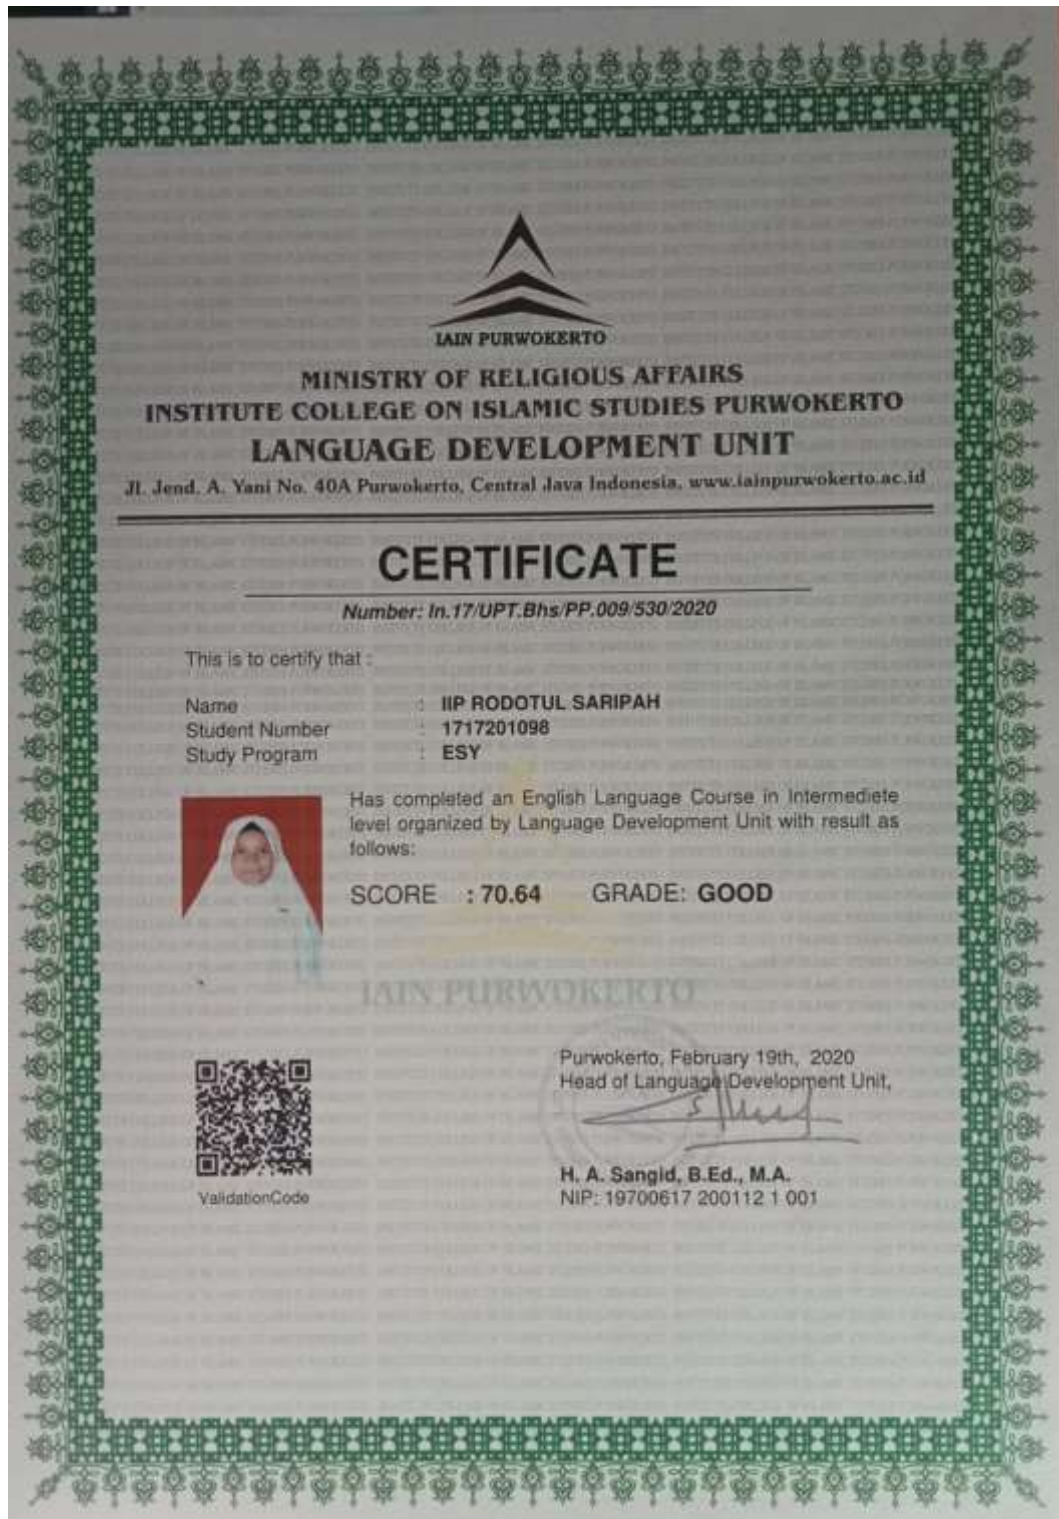 IAIN PURWOKERTO
MINISTRY OF RELIGIOUS AFFAIRS
INSTITUTE COLLEGE ON ISLAMIC STUDIES PURWOKERTO
LANGUAGE DEVELOPMENT UNIT
Jl. Jend. A. Yani No. 40A Purwokerto, Central Java Indonesia, www.iainpurwokerto.ac.id
CERTIFICATE
Number: In.17/UPT.Bhs/PP.009/530/2020
This is to certify that :
Name : IIP RODOTUL SARIPAH
Student Number : 1717201098
Study Program : ESY
Has completed an English Language Course in Intermediete
level organized by Language Development Unit with result as
follows:
SCORE : 70.64 GRADE: GOOD
IAIN PURWOKERTO
Purwokerto, February 19th, 2020
Head of Language Development Unit,
H. A. Sangid, B.Ed., M.A.
NIP: 19700617 200112 1 001
ValidationCode